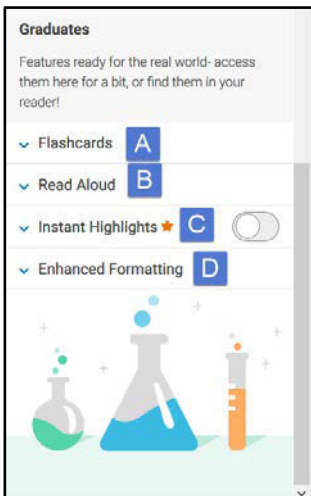 Graduates
Features ready for the real world- access
them here for a bit, or find them in your
reader!
Flashcards A
Read Aloud B
Instant Highlights C
Enhanced Formatting D